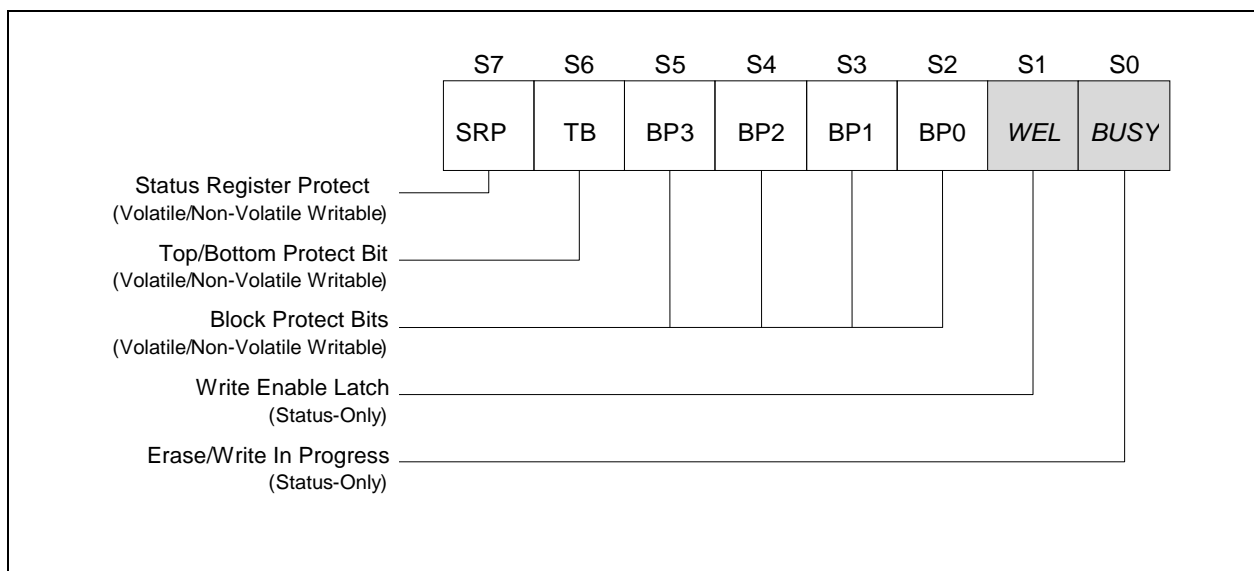 S7 S6 S5 S4 S3 S2 S1 S0
SRP TB BP3 BP2 BP1 BP0 WEL BUSY
Status Register Protect
(Volatile/Non-Volatile Writable)
Top/Bottom Protect Bit
(Volatile/Non-Volatile Writable)
Block Protect Bits
(Volatile/Non-Volatile Writable)
Write Enable Latch
(Status-Only)
Erase/Write In Progress
(Status-Only)